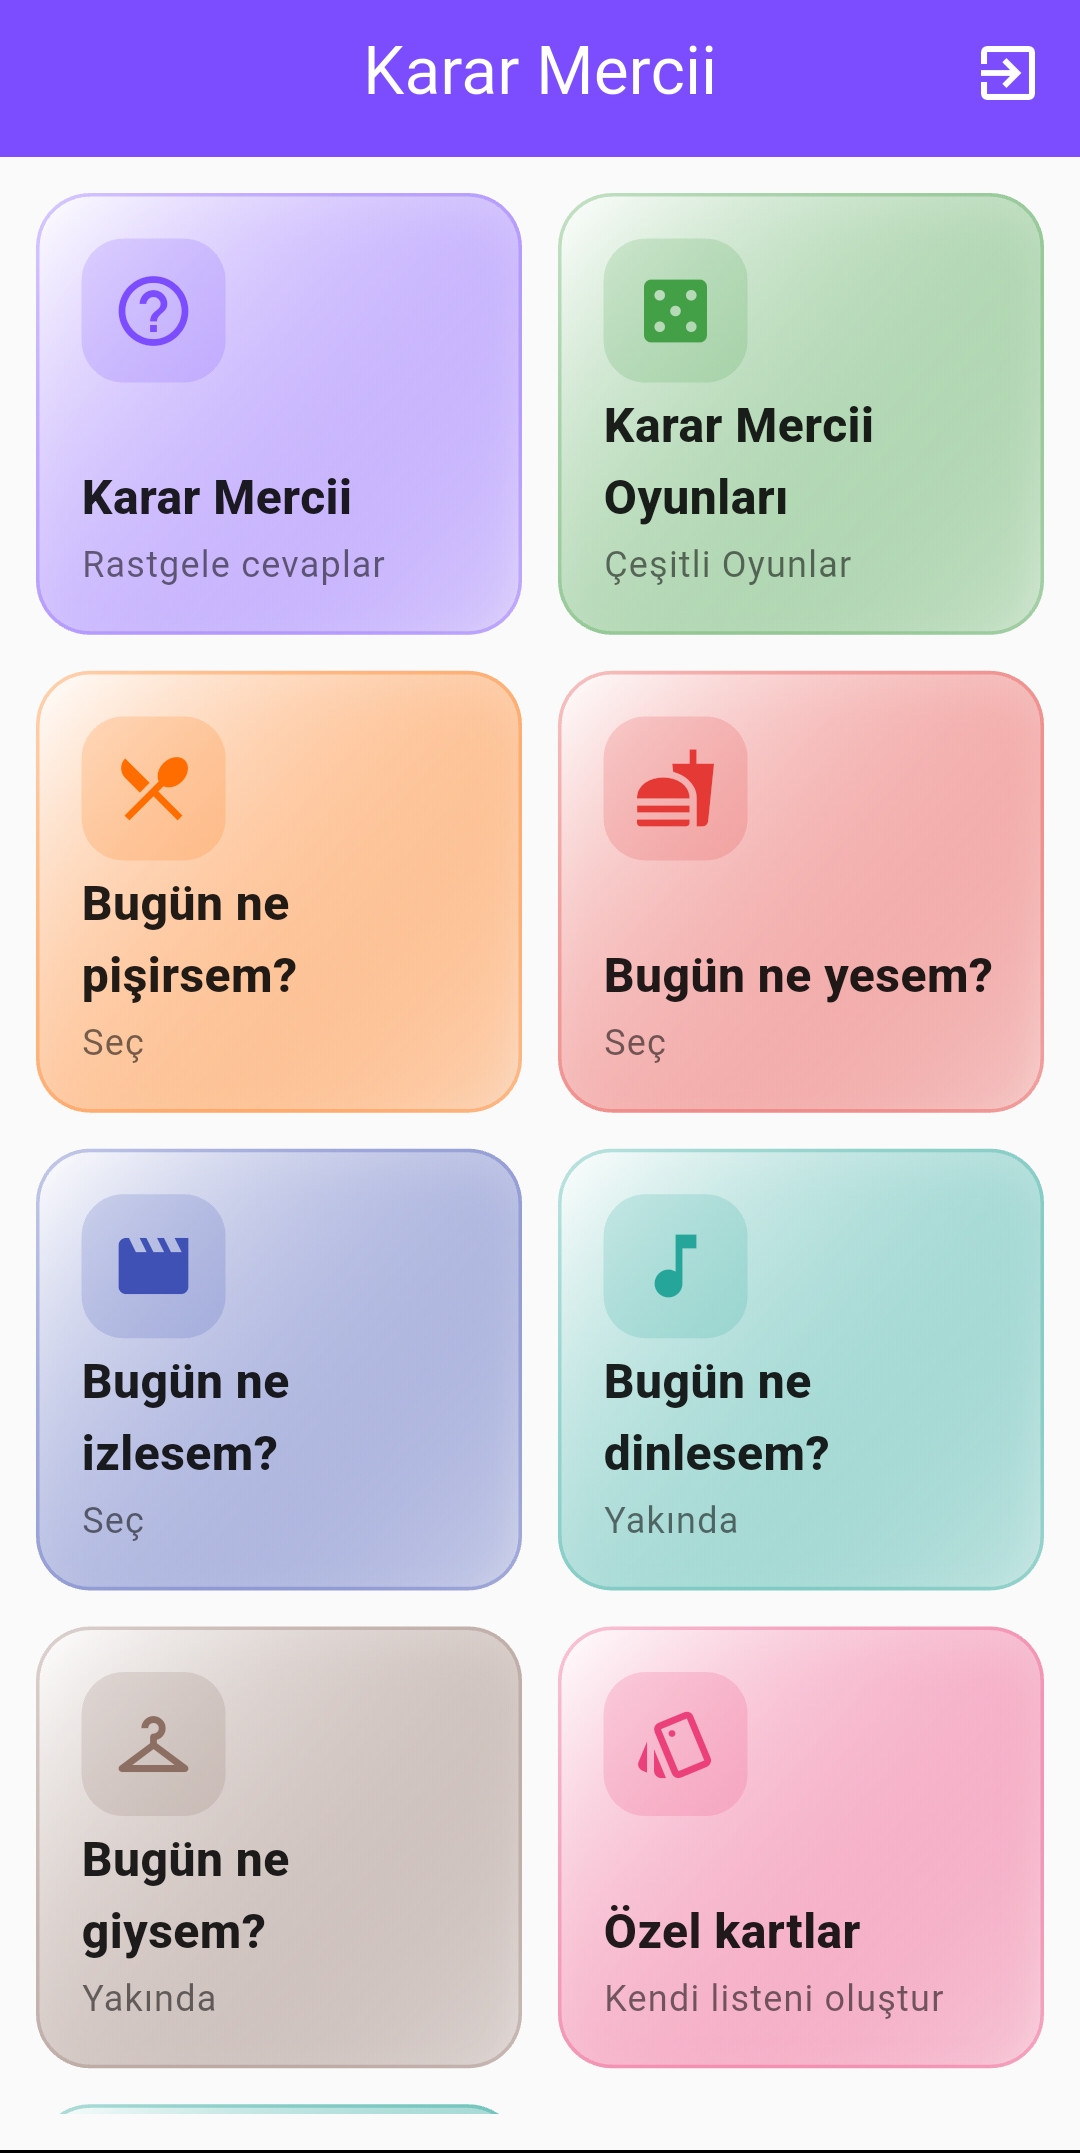 Karar Mercii
Karar Mercii
Rastgele cevaplar
Karar Mercii
Oyunları
Çeşitli Oyunlar
Bugün ne
pişirsem?
Seç
Bugün ne yesem?
Seç
Bugün ne
izlesem?
Seç
Bugün ne
dinlesem?
Yakında
Bugün ne
giysem?
Yakında
Özel kartlar
Kendi listeni oluştur